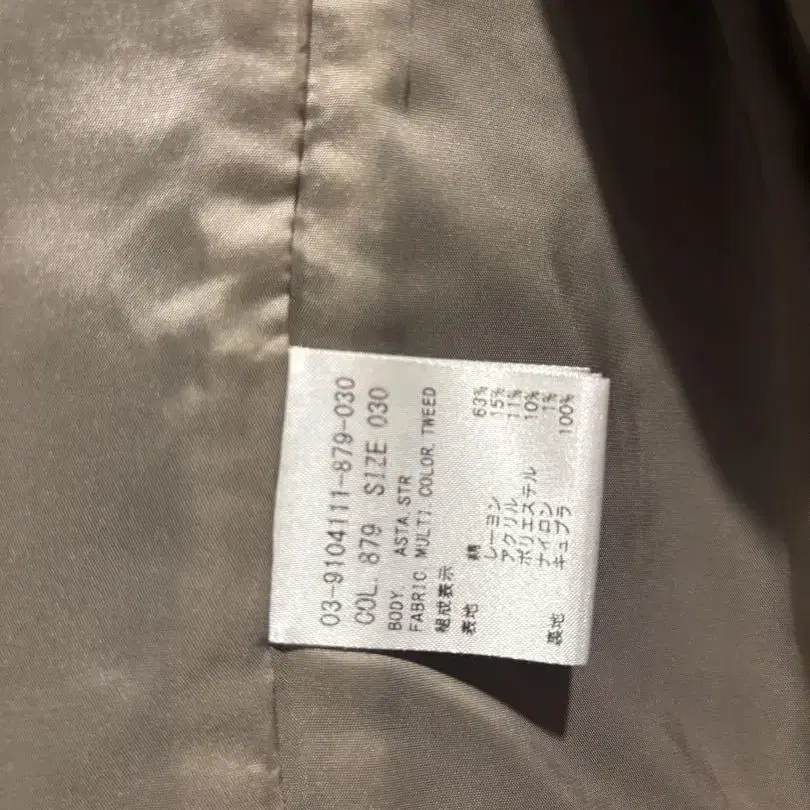 03-9104111-879-030
COL. 879 SIZE 030
BODY. ASTA.STR
FABRIC MULTI COLOR TWEED
組成表示
表地 綿 63%
レーヨン 15%
アクリル 11%
ポリエステル 10%
ナイロン 1%
裏地 キュプラ 100%